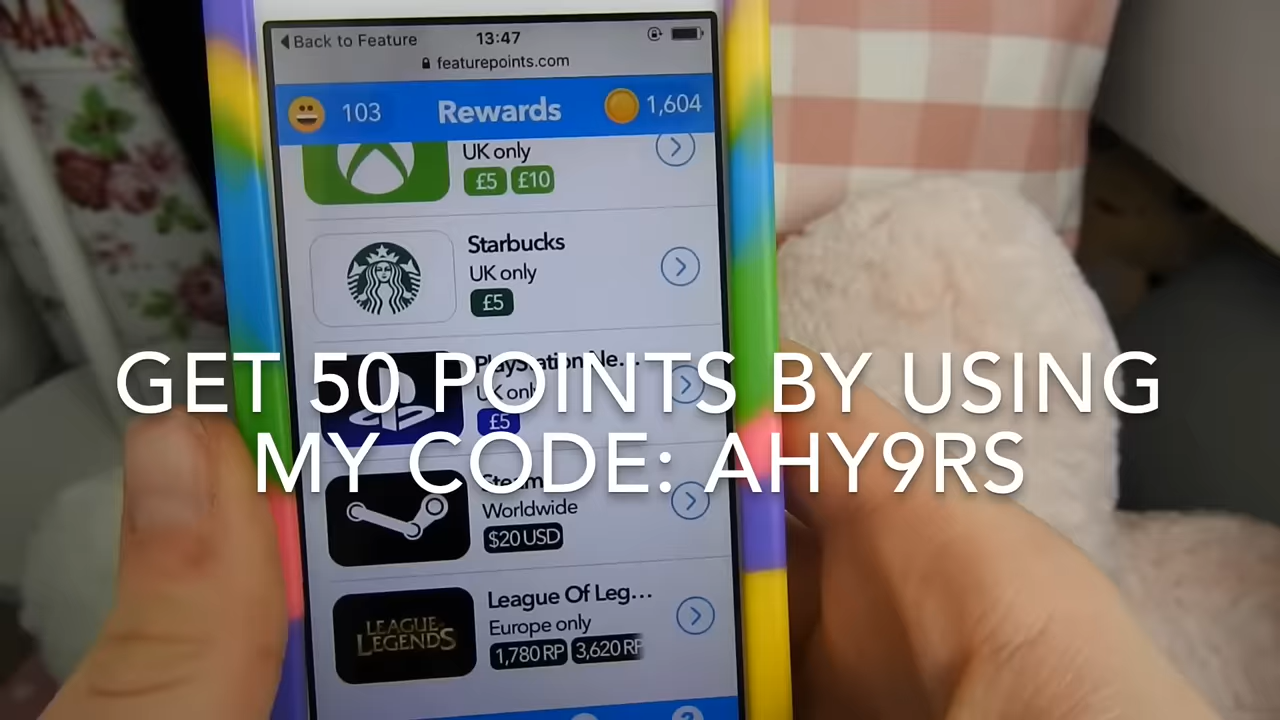 Back to Feature 13:47
featurepoints.com
103 Rewards 1,604
UK only
£5 £10
Starbucks
UK only
£5
PlayStation Ne...
UK only
£5
GET 50 POINTS BY USING
MY CODE: AHY9RS
Steam
Worldwide
$20 USD
League Of Leg...
Europe only
LEAGUE OF LEGENDS
1,780 RP 3,620 RP